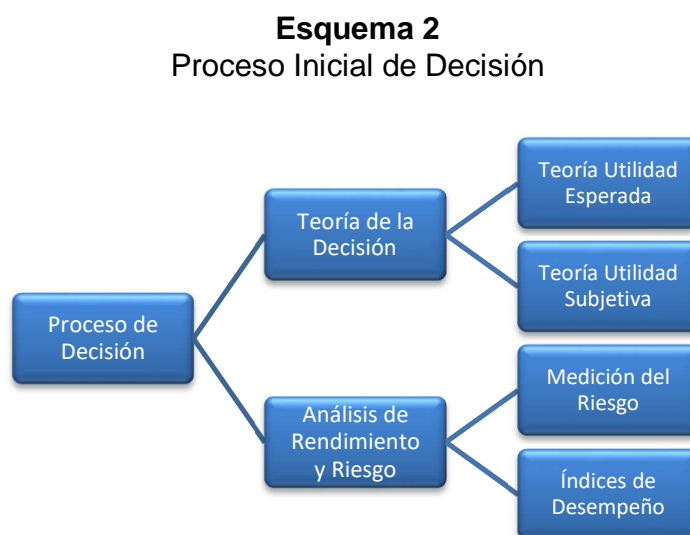 Esquema 2
Proceso Inicial de Decisión
Teoría Utilidad
Esperada
Teoría de la
Decisión
Teoría Utilidad
Subjetiva
Proceso de
Decisión
Medición del
Riesgo
Análisis de
Rendimiento
y Riesgo
Índices de
Desempeño